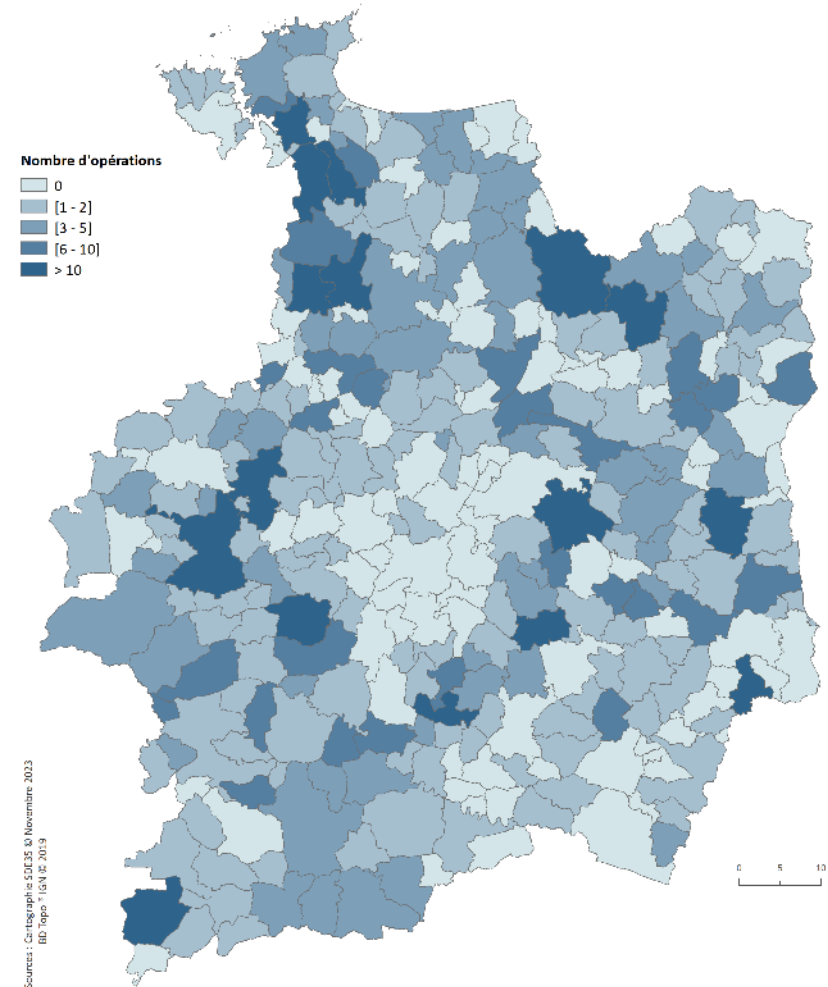 Nombre d'opérations
0
[1 - 2]
[3 - 5]
[6 - 10]
> 10
Sources : Cartographie SDE35 © Novembre 2023
BD Topo ® IGN © 2019
0 5 10